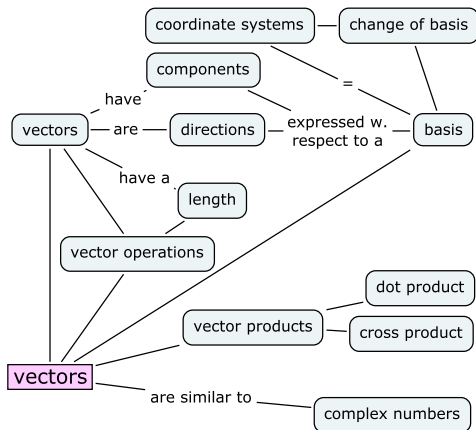 coordinate systems
change of basis
components
=
have
vectors
are
directions
expressed w.
respect to a
basis
have a
length
vector operations
dot product
vector products
cross product
vectors
are similar to
complex numbers